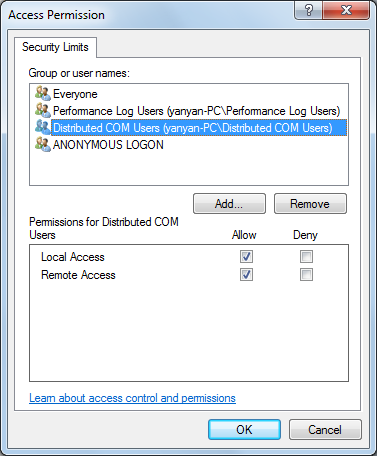 Access Permission
Security Limits
Group or user names:
Everyone
Performance Log Users (yanyan-PC\Performance Log Users)
Distributed COM Users (yanyan-PC\Distributed COM Users)
ANONYMOUS LOGON
Add...
Remove
Permissions for Distributed COM
Users
Allow
Deny
Local Access
Remote Access
Learn about access control and permissions
OK
Cancel